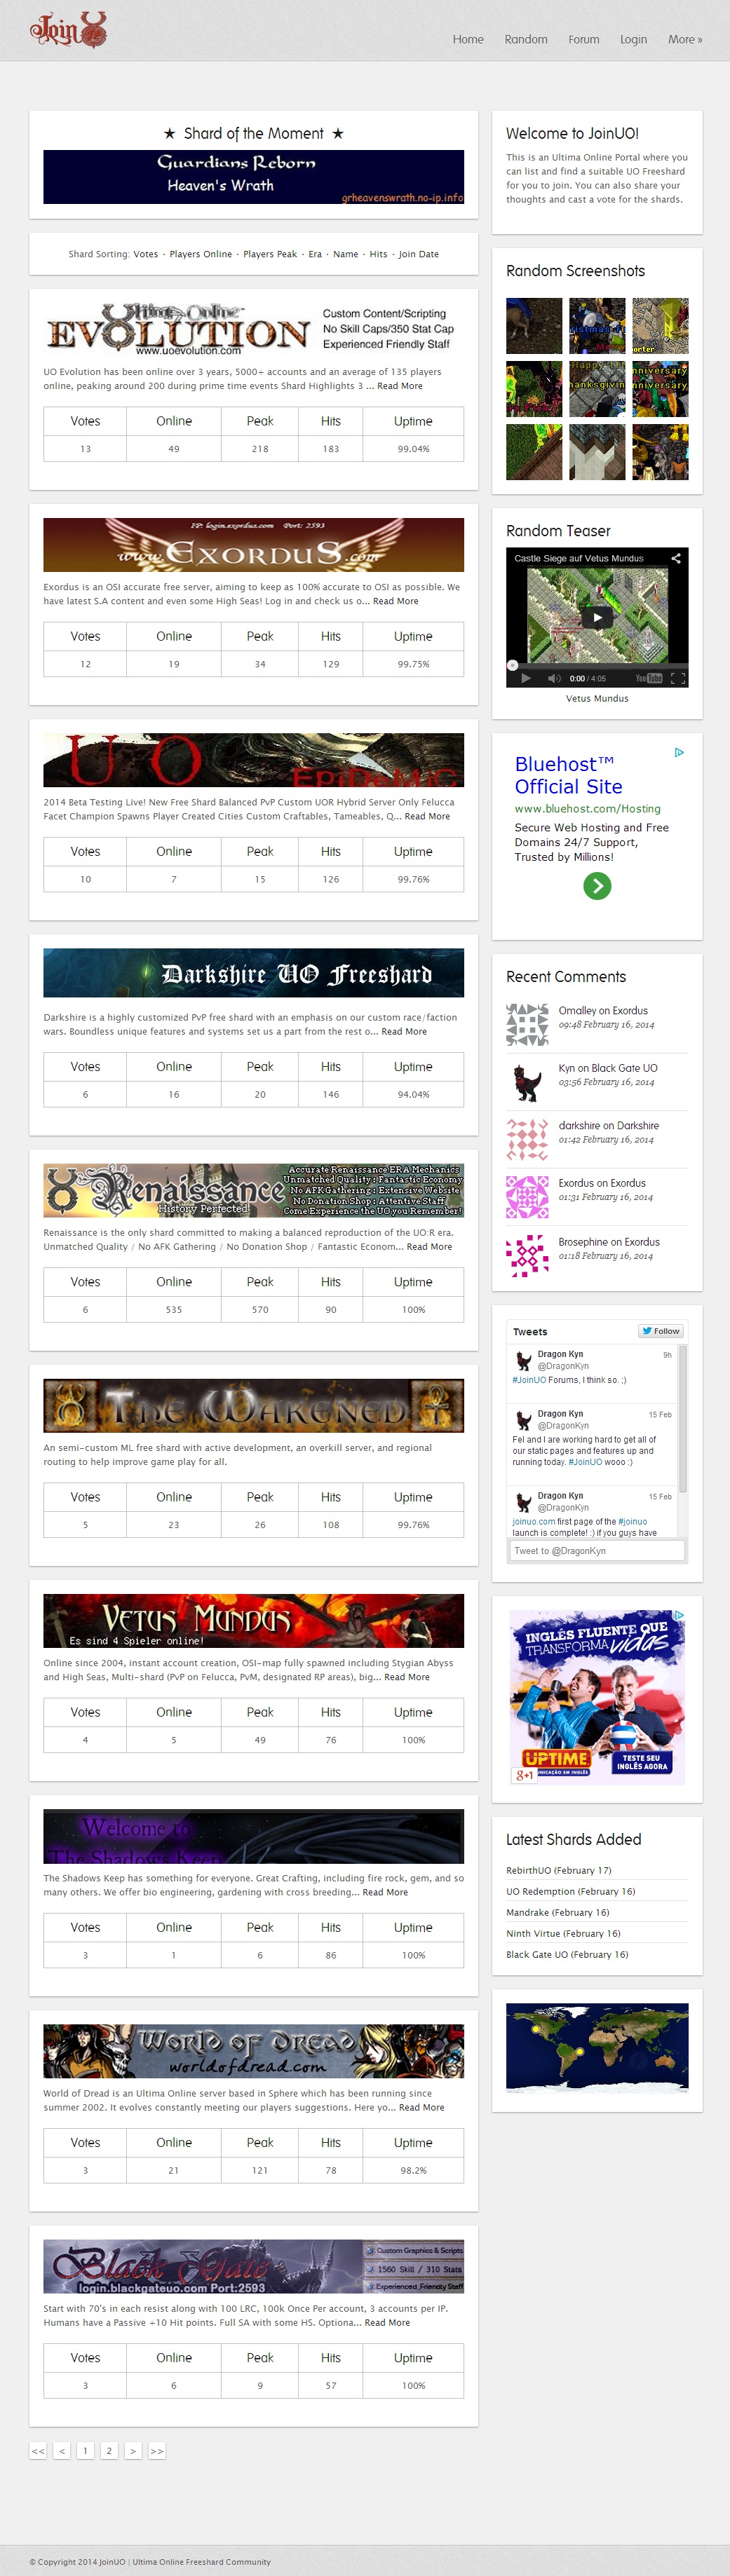 Join UO
Home Random Forum Login More »
★ Shard of the Moment ★
Guardians Reborn
Heaven's Wrath
grheavenswrath.no-ip.info
Shard Sorting: Votes · Players Online · Players Peak · Era · Name · Hits · Join Date
Ultima Online
EVOLUTION
www.uoevolution.com
Custom Content/Scripting
No Skill Caps/350 Stat Cap
Experienced Friendly Staff
UO Evolution has been online over 3 years, 5000+ accounts and an average of 135 players
online, peaking around 200 during prime time events Shard Highlights 3 ... Read More
Votes Online Peak Hits Uptime
13 49 218 183 99.04%
IP: login.exordus.com Port: 2593
www.ExorduS.com
Exordus is an OSI accurate free server, aiming to keep as 100% accurate to OSI as possible. We
have latest S.A content and even some High Seas! Log in and check us o... Read More
Votes Online Peak Hits Uptime
12 19 34 129 99.75%
UO
EpiDeMiC
2014 Beta Testing Live! New Free Shard Balanced PvP Custom UOR Hybrid Server Only Felucca
Facet Champion Spawns Player Created Cities Custom Craftables, Tameables, Q... Read More
Votes Online Peak Hits Uptime
10 7 15 126 99.76%
Darkshire UO Freeshard
Darkshire is a highly customized PvP free shard with an emphasis on our custom race/faction
wars. Boundless unique features and systems set us a part from the rest o... Read More
Votes Online Peak Hits Uptime
6 16 20 146 94.04%
Renaissance
History Perfected
Accurate Renaissance ERA Mechanics
Unmatched Quality : Fantastic Economy
No AFK Gathering : Extensive Website
No Donation Shop : Attentive Staff
Come Experience the UO you Remember!
Renaissance is the only shard committed to making a balanced reproduction of the UO:R era.
Unmatched Quality / No AFK Gathering / No Donation Shop / Fantastic Econom... Read More
Votes Online Peak Hits Uptime
6 535 570 90 100%
The Wakened
An semi-custom ML free shard with active development, an overkill server, and regional
routing to help improve game play for all.
Votes Online Peak Hits Uptime
5 23 26 108 99.76%
Vetus Mundus
Es sind 4 Spieler online!
Online since 2004, instant account creation, OSI-map fully spawned including Stygian Abyss
and High Seas, Multi-shard (PvP on Felucca, PvM, designated RP areas), big... Read More
Votes Online Peak Hits Uptime
4 5 49 76 100%
Welcome to
The Shadows Keep
The Shadows Keep has something for everyone. Great Crafting, including fire rock, gem, and so
many others. We offer bio engineering, gardening with cross breeding... Read More
Votes Online Peak Hits Uptime
3 1 6 86 100%
World of dread
worldofdread.com
World of Dread is an Ultima Online server based in Sphere which has been running since
summer 2002. It evolves constantly meeting our players suggestions. Here yo... Read More
Votes Online Peak Hits Uptime
3 21 121 78 98.2%
Black Gate
login.blackgateuo.com Port:2593
Custom Graphics & Scripts
1560 Skill / 310 Stats
Experienced, Friendly Staff
Start with 70's in each resist along with 100 LRC, 100k Once Per account, 3 accounts per IP.
Humans have a Passive +10 Hit points. Full SA with some HS. Optiona... Read More
Votes Online Peak Hits Uptime
3 6 9 57 100%
<< < 1 2 > >>
Welcome to JoinUO!
This is an Ultima Online Portal where you
can list and find a suitable UO Freeshard
for you to join. You can also share your
thoughts and cast a vote for the shards.
Random Screenshots
Random Teaser
Castle Siege auf Vetus Mundus
0:00 / 4:05 YouTube
Vetus Mundus
Bluehost™
Official Site
www.bluehost.com/Hosting
Secure Web Hosting and Free
Domains 24/7 Support,
Trusted by Millions!
Recent Comments
Omalley on Exordus
09:48 February 16, 2014
Kyn on Black Gate UO
03:56 February 16, 2014
darkshire on Darkshire
01:42 February 16, 2014
Exordus on Exordus
01:31 February 16, 2014
Brosephine on Exordus
01:18 February 16, 2014
Tweets Follow
Dragon Kyn 9h
@DragonKyn
#JoinUO Forums, I think so. ;)
Dragon Kyn 15 Feb
@DragonKyn
Fel and I are working hard to get all of
our static pages and features up and
running today. #JoinUO wooo :)
Dragon Kyn 15 Feb
@DragonKyn
joinuo.com first page of the #joinuo
launch is complete! :) if you guys have
Tweet to @DragonKyn
INGLÊS FLUENTE QUE
TRANSFORMA vidas
UPTIME
COMUNICAÇÃO EM INGLÊS
TESTE SEU
INGLÊS AGORA
g+1
Latest Shards Added
RebirthUO (February 17)
UO Redemption (February 16)
Mandrake (February 16)
Ninth Virtue (February 16)
Black Gate UO (February 16)
© Copyright 2014 JoinUO | Ultima Online Freeshard Community